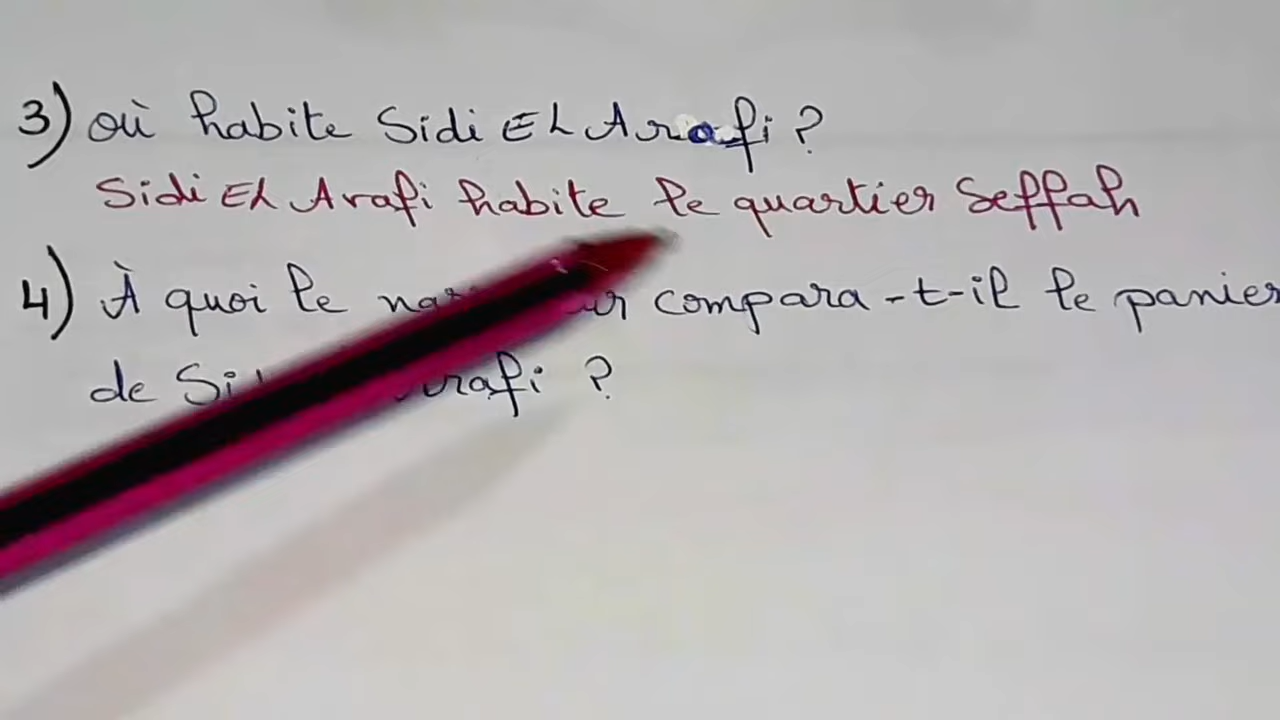 3) où habite Sidi EL Arafi ?
Sidi EL Arafi habite le quartier Seffah
4) À quoi le compara-t-il le panier
de ?